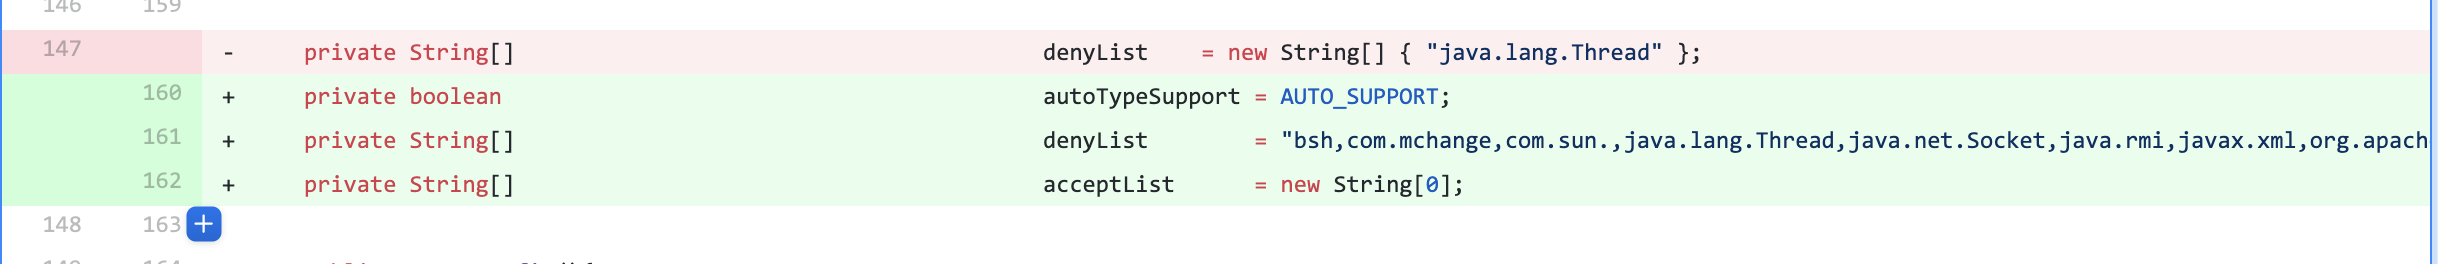 146 159
147 - private String[] denyList = new String[] { "java.lang.Thread" };
160 + private boolean autoTypeSupport = AUTO_SUPPORT;
161 + private String[] denyList = "bsh,com.mchange,com.sun.,java.lang.Thread,java.net.Socket,java.rmi,javax.xml,org.apach
162 + private String[] acceptList = new String[0];
148 163